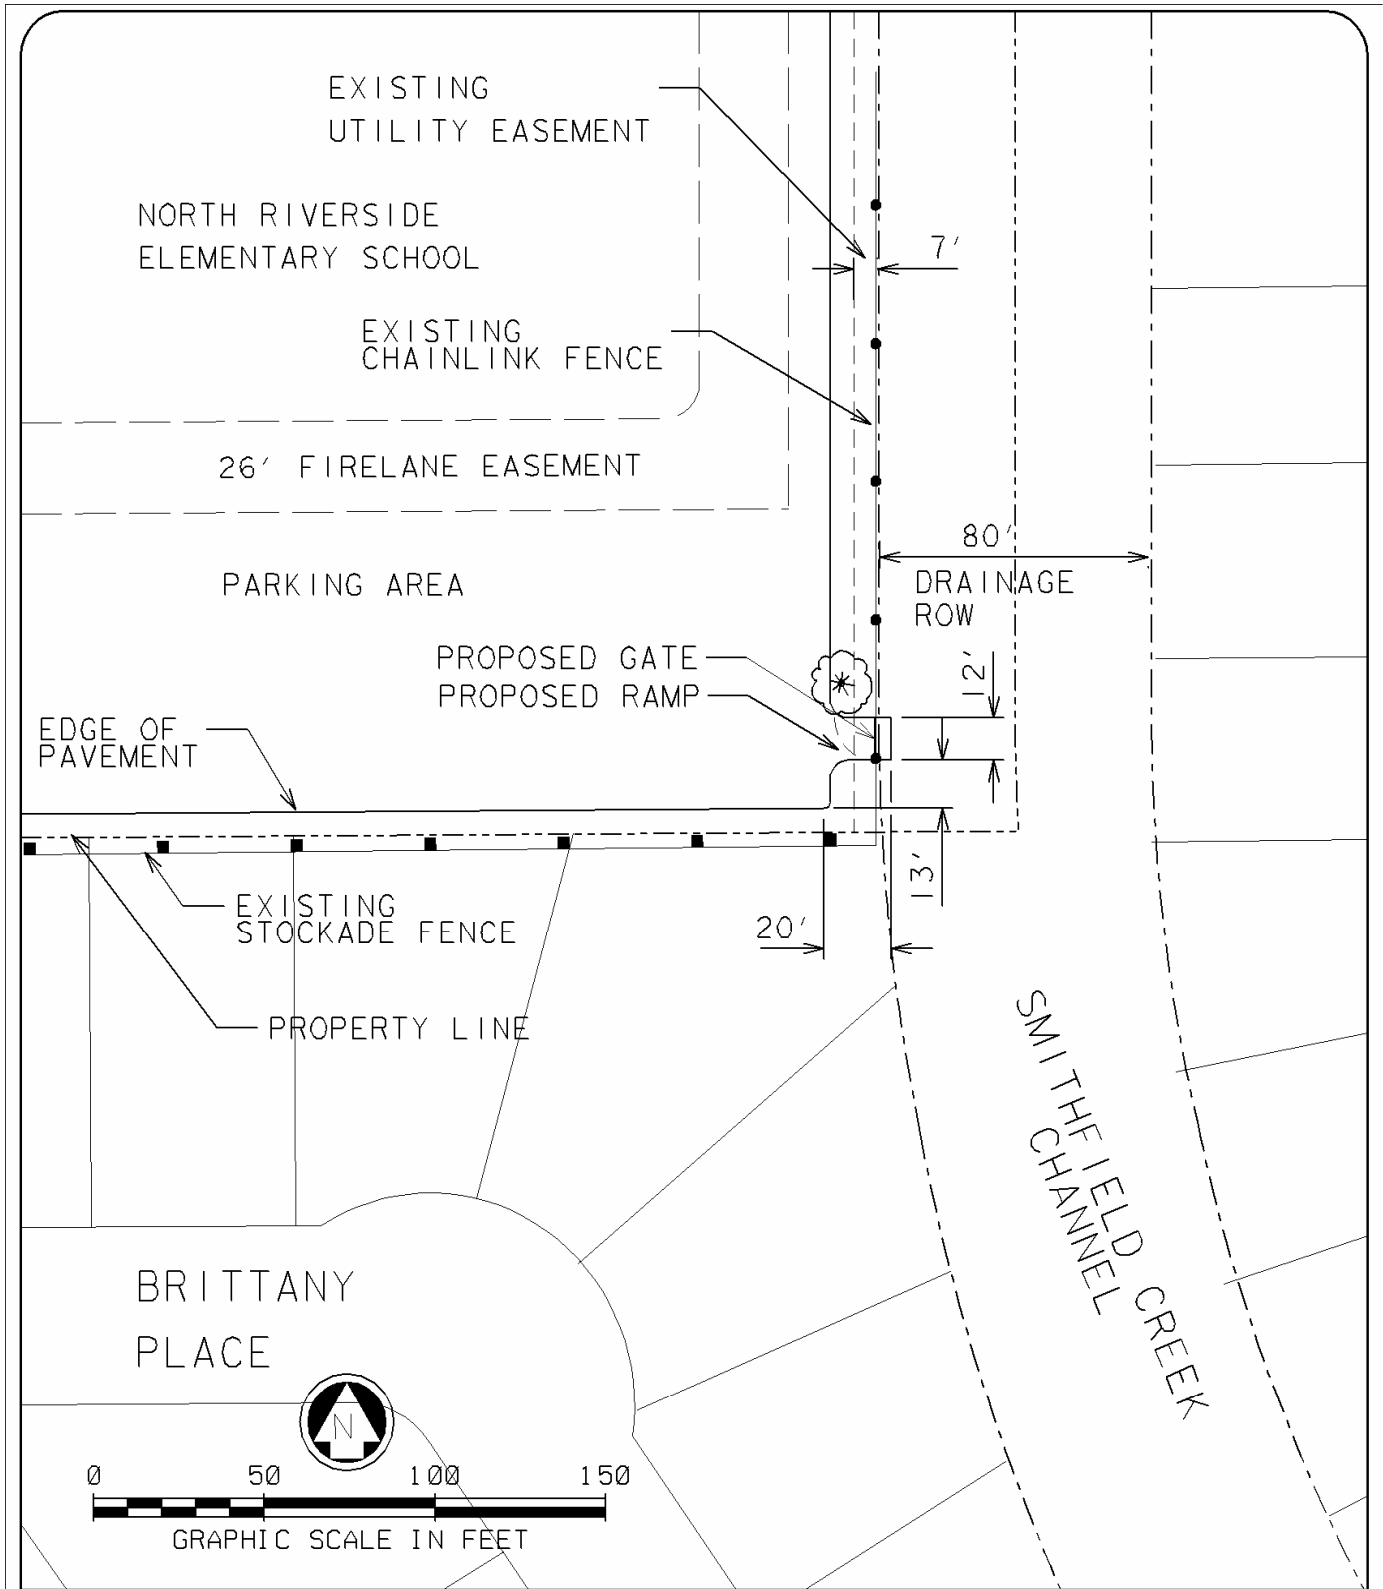 EXISTING
UTILITY EASEMENT
NORTH RIVERSIDE
ELEMENTARY SCHOOL
7'
EXISTING
CHAINLINK FENCE
26' FIRELANE EASEMENT
80'
DRAINAGE
ROW
PARKING AREA
PROPOSED GATE
PROPOSED RAMP
12'
EDGE OF
PAVEMENT
13'
EXISTING
STOCKADE FENCE
20'
PROPERTY LINE
SMITHFIELD CREEK
CHANNEL
BRITTANY
PLACE
N
0 50 100 150
GRAPHIC SCALE IN FEET